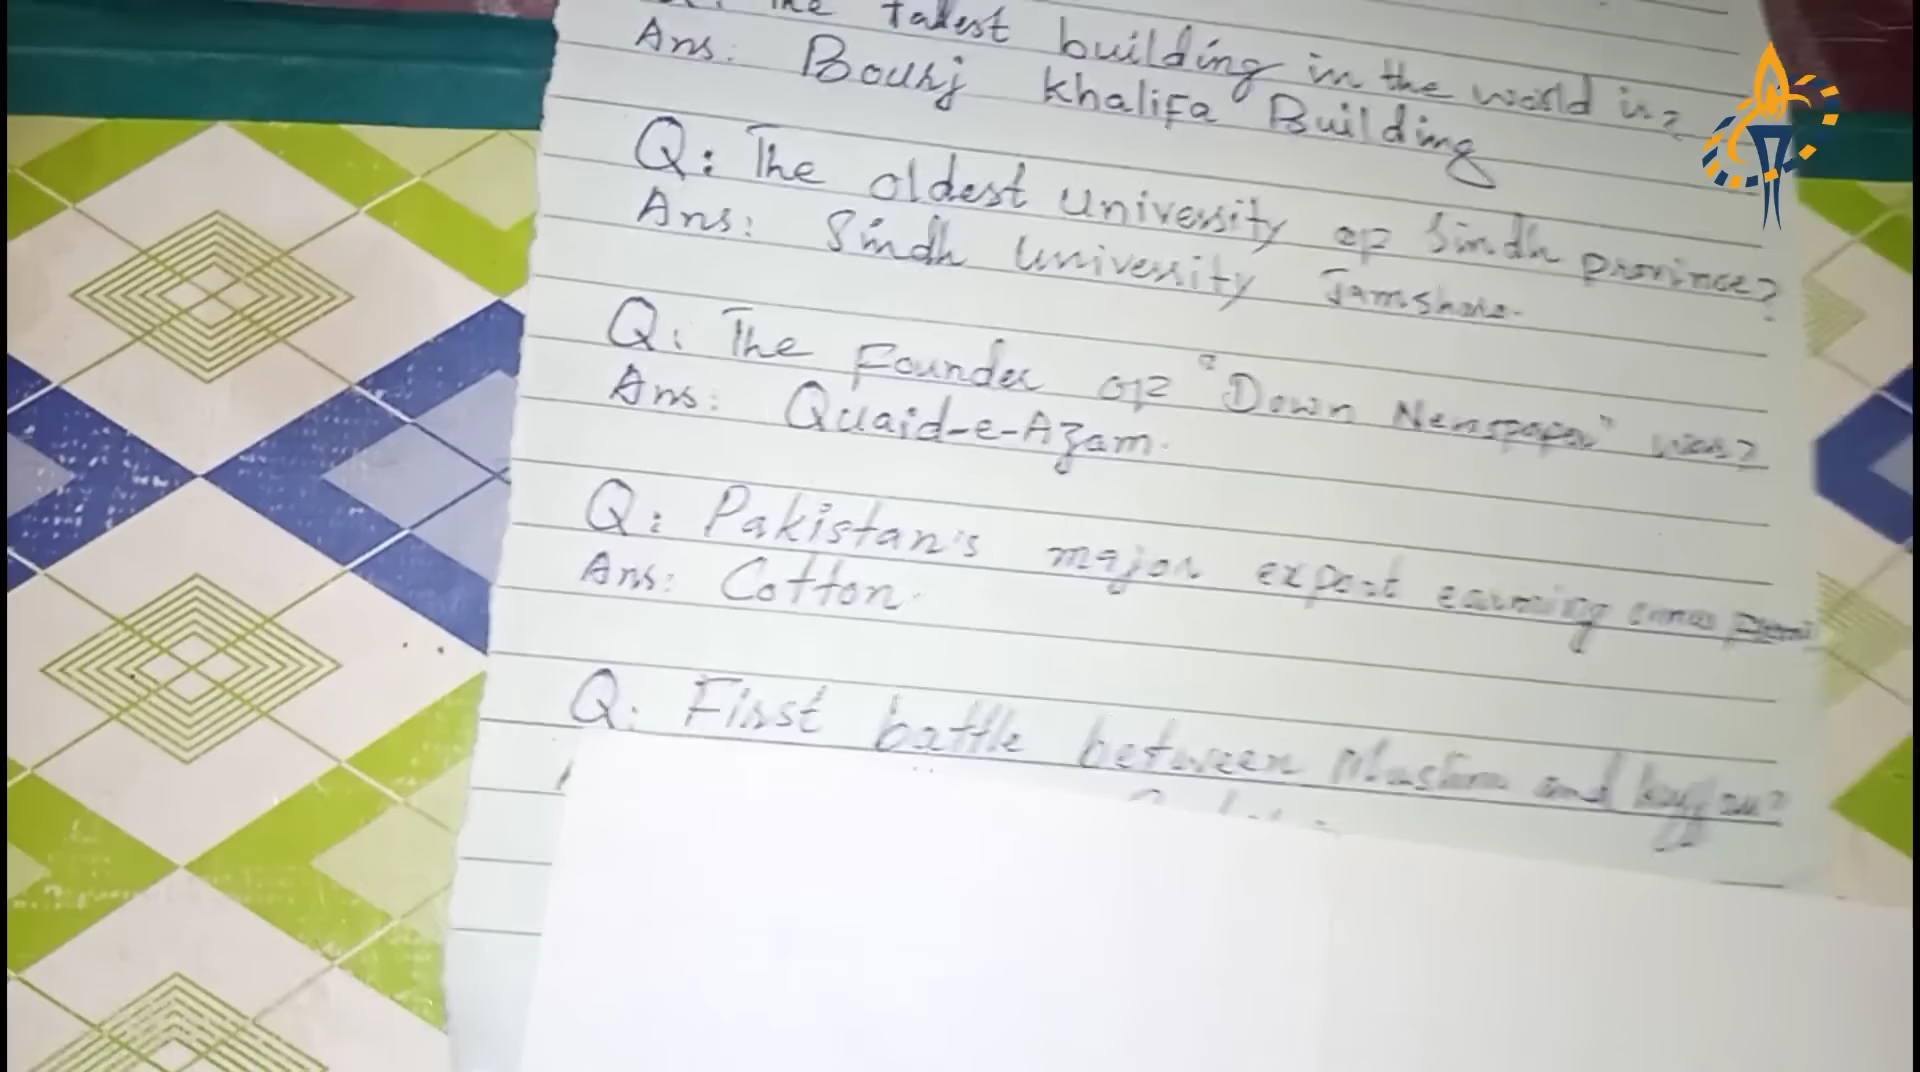 The talest building in the world is?
Ans: Bourj Khalifa Building
Q: The oldest university of Sindh province?
Ans: Sindh University Jamshoro.
Q: The Founder of "Down Newspaper" was?
Ans: Quaid-e-Azam.
Q: Pakistan's major export earning
Ans: Cotton.
Q: First battle between Muslim and